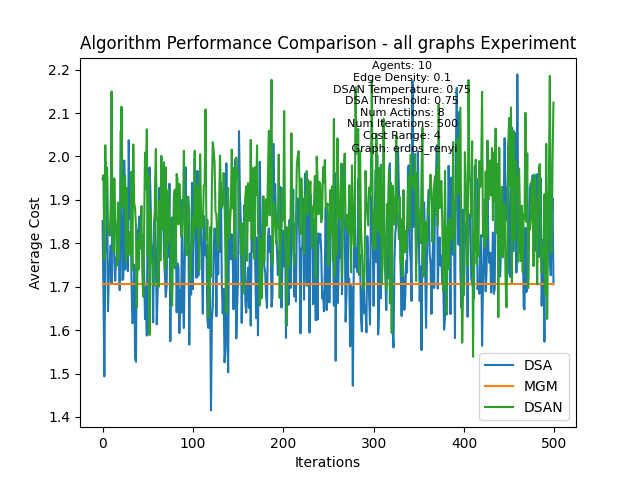 Algorithm Performance Comparison - all graphs Experiment
Agents: 10
Edge Density: 0.1
DSAN Temperature: 0.75
DSA Threshold: 0.75
Num Actions: 8
Num Iterations: 500
Cost Range: 4
Graph: erdos_renyi
2.2
2.1
2.0
1.9
1.8
1.7
1.6
1.5
1.4
Average Cost
0
100
200
300
400
500
Iterations
DSA
MGM
DSAN